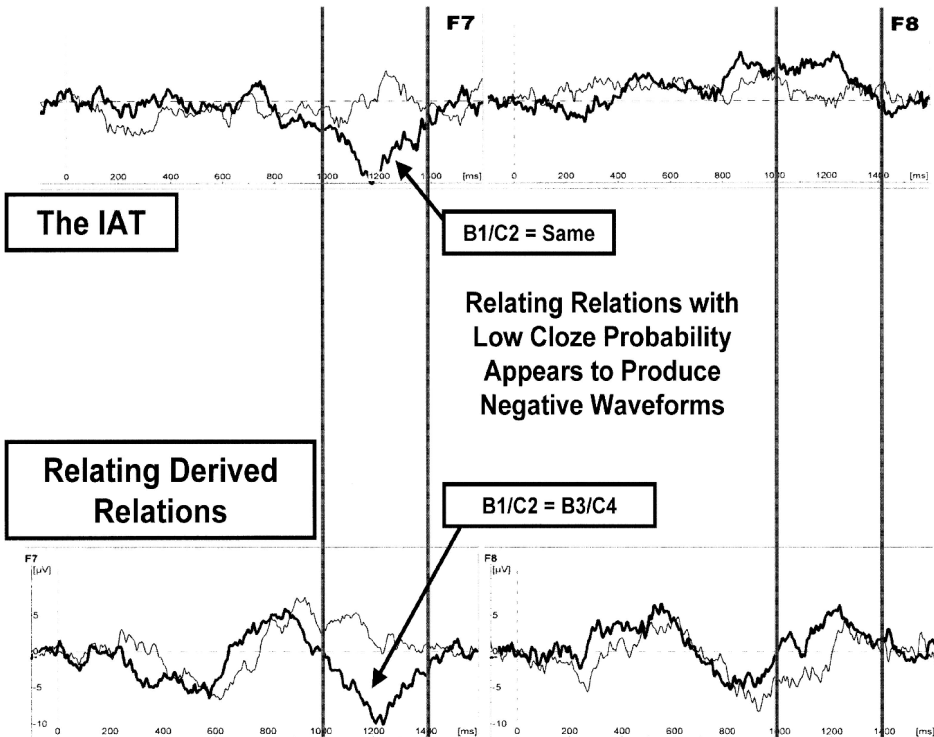 F7
F8
0 200 400 600 800 1000 1200 1400 [ms] 0 200 400 600 800 1000 1200 1400 [ms]
The IAT
B1/C2 = Same
Relating Relations with
Low Cloze Probability
Appears to Produce
Negative Waveforms
Relating Derived
Relations
B1/C2 = B3/C4
F7
[µV]
-5
0
-5
-10
0 200 400 600 800 1000 1200 1400 [ms]
F8
[µV]
-5
0
-5
-10
0 200 400 600 800 1000 1200 1400 [ms]